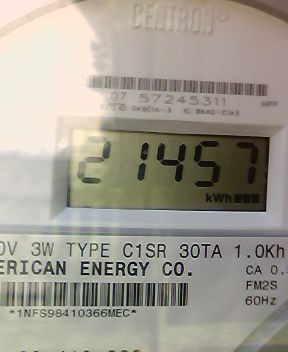 CENTRON
07 57245311 HPP
21457
kWh
0V 3W TYPE C1SR 30TA 1.0Kh
ERICAN ENERGY CO.
CA 0.
FM2S
60Hz
*1NFS98410366MEC*